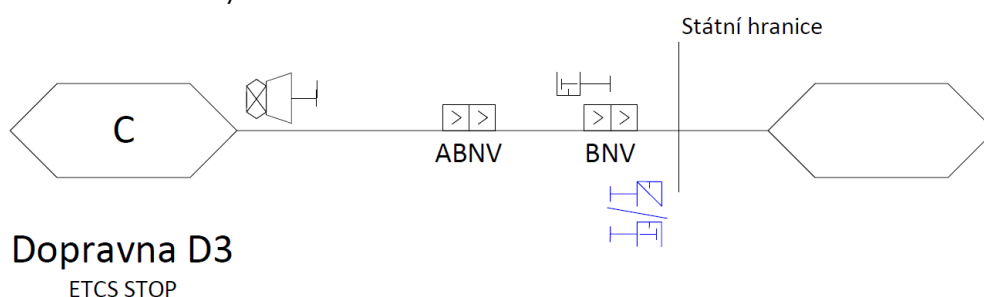 Státní hranice
C
ABNV
BNV
Dopravna D3
ETCS STOP